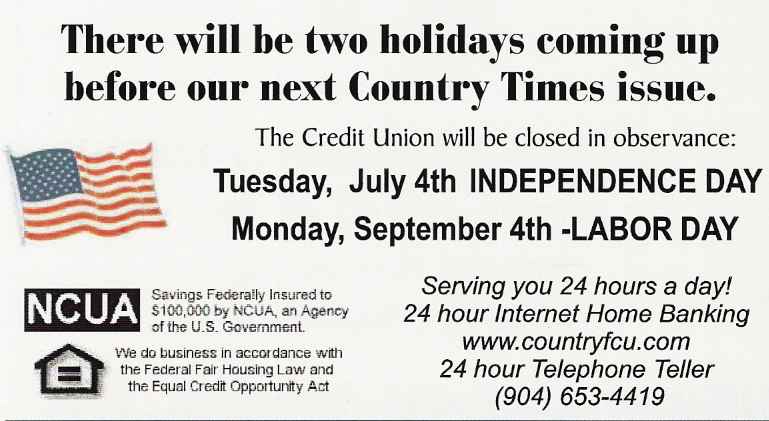 There will be two holidays coming up
before our next Country Times issue.
The Credit Union will be closed in observance:
Tuesday, July 4th INDEPENDENCE DAY
Monday, September 4th -LABOR DAY
NCUA
Savings Federally Insured to
$100,000 by NCUA, an Agency
of the U.S. Government.
We do business in accordance with
the Federal Fair Housing Law and
the Equal Credit Opportunity Act
Serving you 24 hours a day!
24 hour Internet Home Banking
www.countryfcu.com
24 hour Telephone Teller
(904) 653-4419